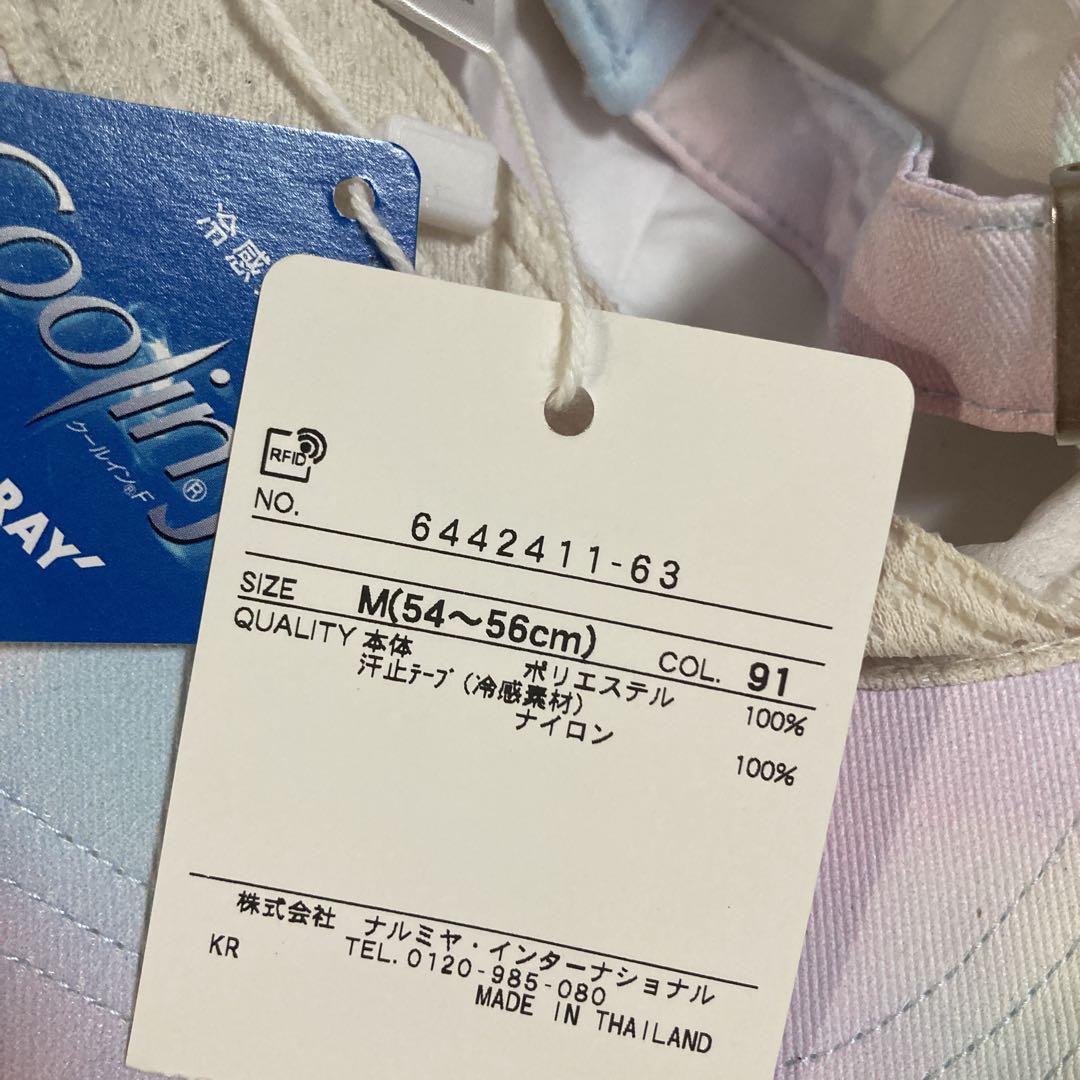 冷感
Cooling®
クールイン®F
RAY
RFID
NO. 6442411-63
SIZE M(54～56cm) COL. 91
QUALITY 本体 ポリエステル 100%
汗止ﾃｰﾌﾟ(冷感素材)
ナイロン 100%
株式会社 ナルミヤ・インターナショナル
KR TEL.0120-985-080
MADE IN THAILAND